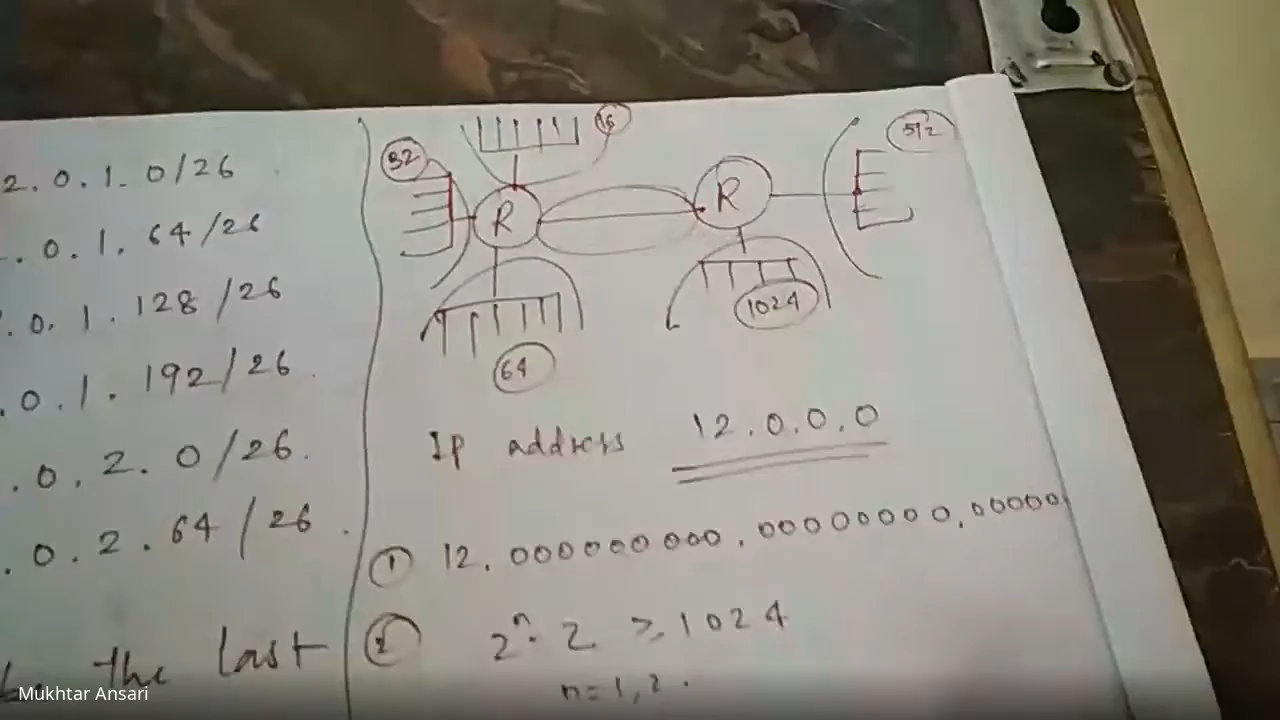 2.0.1.0/26
.0.1.64/26
.0.1.128/26
.0.1.192/26
.0.2.0/26
.0.2.64/26
the last
16
32
512
R
R
1024
64
IP address 12.0.0.0
① 12.00000000.00000000.00000
② 2ⁿ-2 ≥ 1024
n=1,2.
Mukhtar Ansari